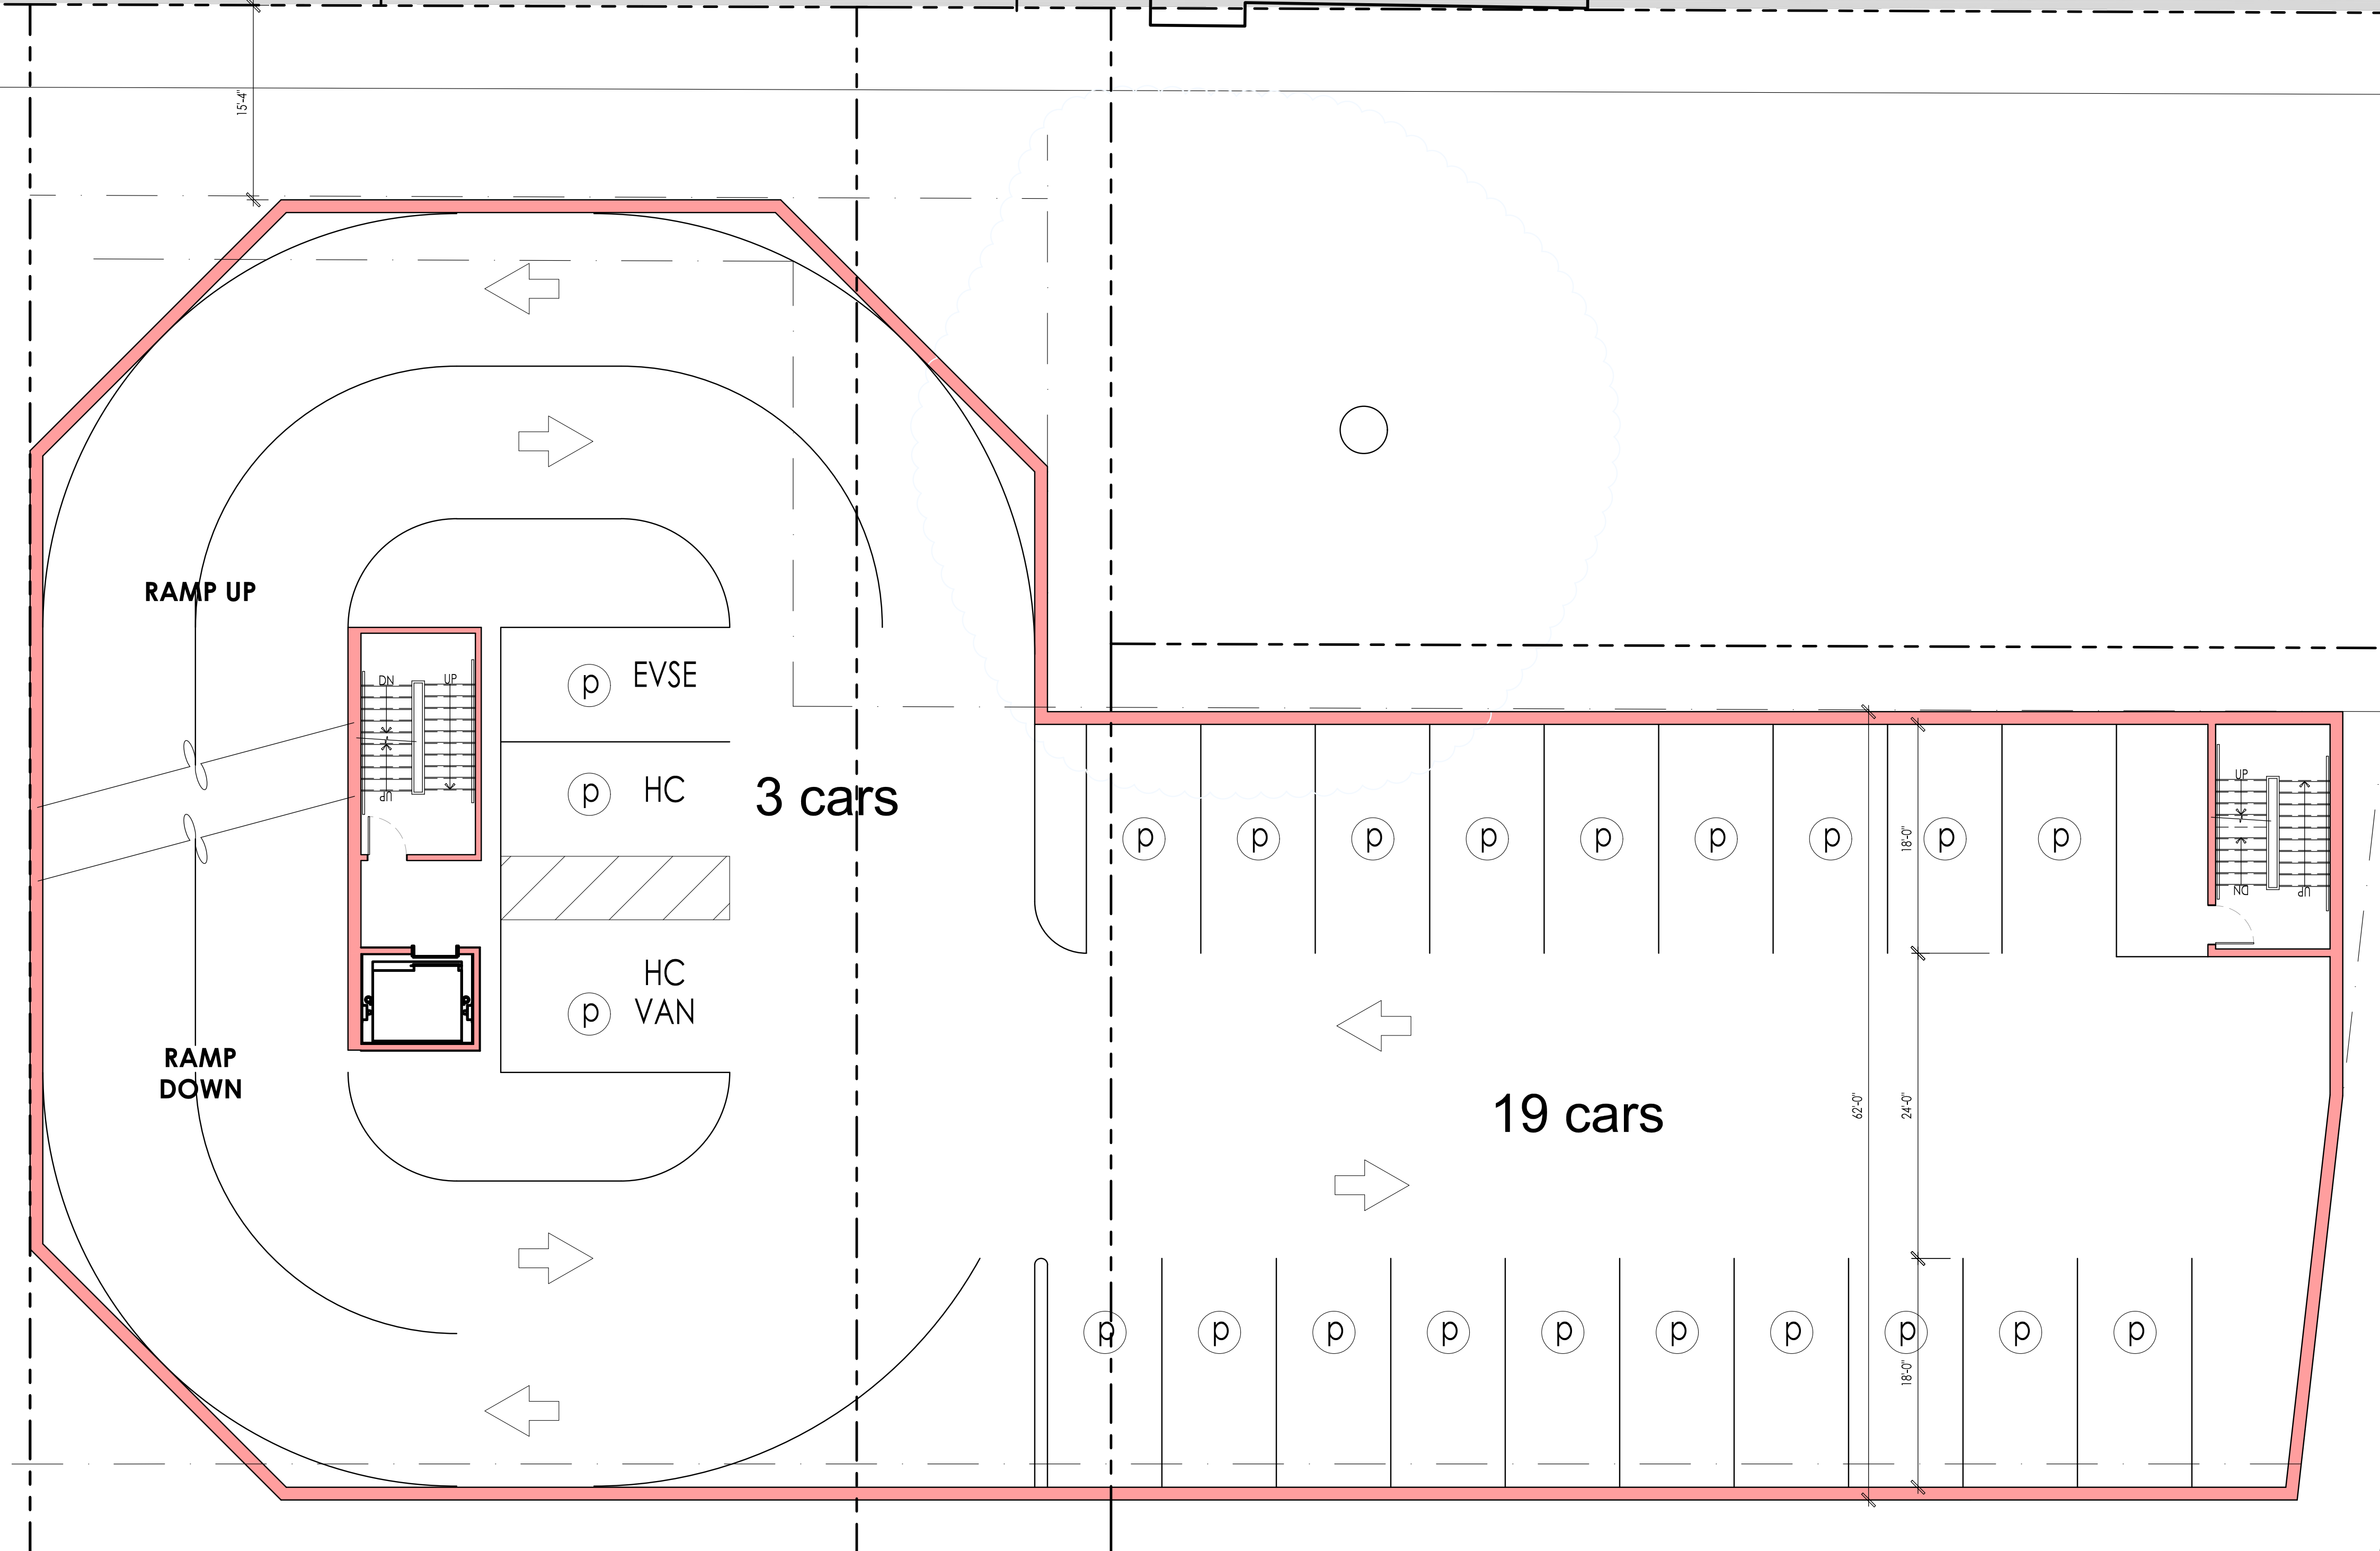 15'-4"
RAMP UP
DN
UP
UP
p EVSE
p HC
3 cars
p p p p p p p p p
18'-0"
UP
DN
UP
HC
p VAN
RAMP
DOWN
19 cars
62'-0"
24'-0"
p p p p p p p p p p
18'-0"